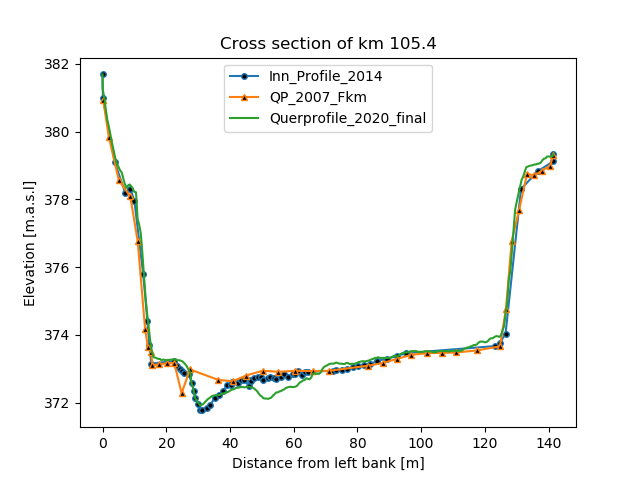 Cross section of km 105.4
Inn_Profile_2014
QP_2007_Fkm
Querprofile_2020_final
382
380
378
376
374
372
Elevation [m.a.s.l]
0 20 40 60 80 100 120 140
Distance from left bank [m]